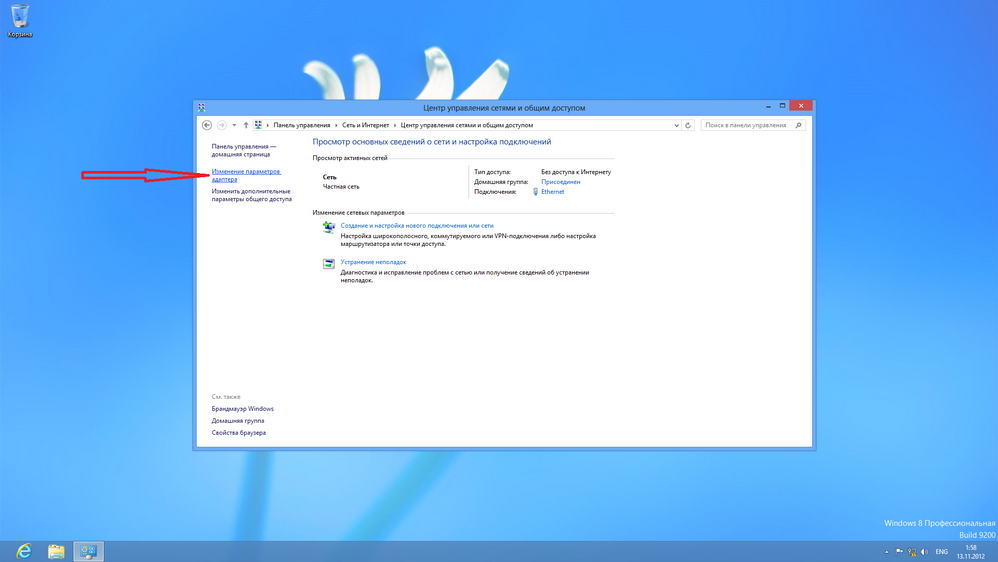 Корзина
Центр управления сетями и общим доступом
Панель управления › Сеть и Интернет › Центр управления сетями и общим доступом
Поиск в панели управления
Панель управления —
домашняя страница
Изменение параметров
адаптера
Изменить дополнительные
параметры общего доступа
Просмотр основных сведений о сети и настройка подключений
Просмотр активных сетей
Сеть
Частная сеть
Тип доступа: Без доступа к Интернету
Домашняя группа: Присоединен
Подключения: Ethernet
Изменение сетевых параметров
Создание и настройка нового подключения или сети
Настройка широкополосного, коммутируемого или VPN-подключения либо настройка
маршрутизатора или точки доступа.
Устранение неполадок
Диагностика и исправление проблем с сетью или получение сведений об устранении
неполадок.
См. также
Брандмауэр Windows
Домашняя группа
Свойства браузера
Windows 8 Профессиональная
Build 9200
ENG
1:58
13.11.2012